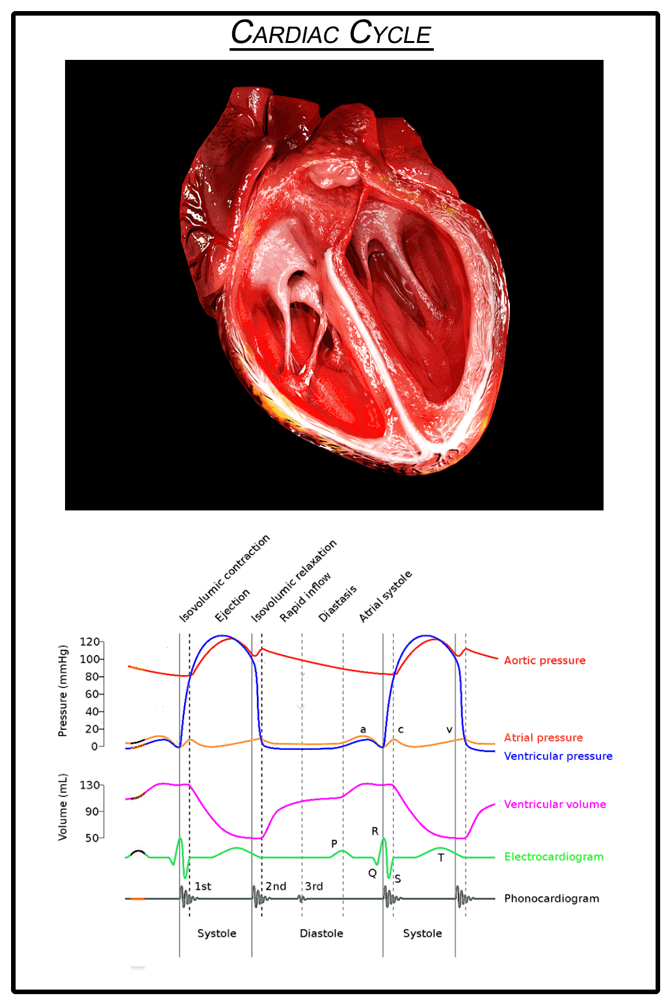 CARDIAC CYCLE
Isovolumic contraction
Ejection
Isovolumic relaxation
Rapid inflow
Diastasis
Atrial systole
Pressure (mmHg)
120
100
80
60
40
20
0
a
c
v
Aortic pressure
Atrial pressure
Ventricular pressure
Volume (mL)
130
90
50
Ventricular volume
R
P
Q
S
T
Electrocardiogram
1st
2nd
3rd
Phonocardiogram
Systole
Diastole
Systole